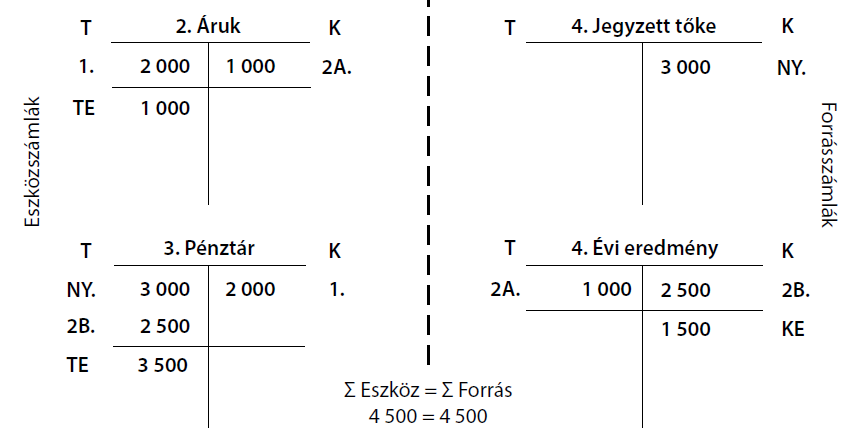 T 2. Áruk K
1. 2 000 1 000 2A.
TE 1 000
T 4. Jegyzett tőke K
3 000 NY.
Eszközszámlák
Forrásszámlák
T 3. Pénztár K
NY. 3 000 2 000 1.
2B. 2 500
TE 3 500
T 4. Évi eredmény K
2A. 1 000 2 500 2B.
1 500 KE
Σ Eszköz = Σ Forrás
4 500 = 4 500